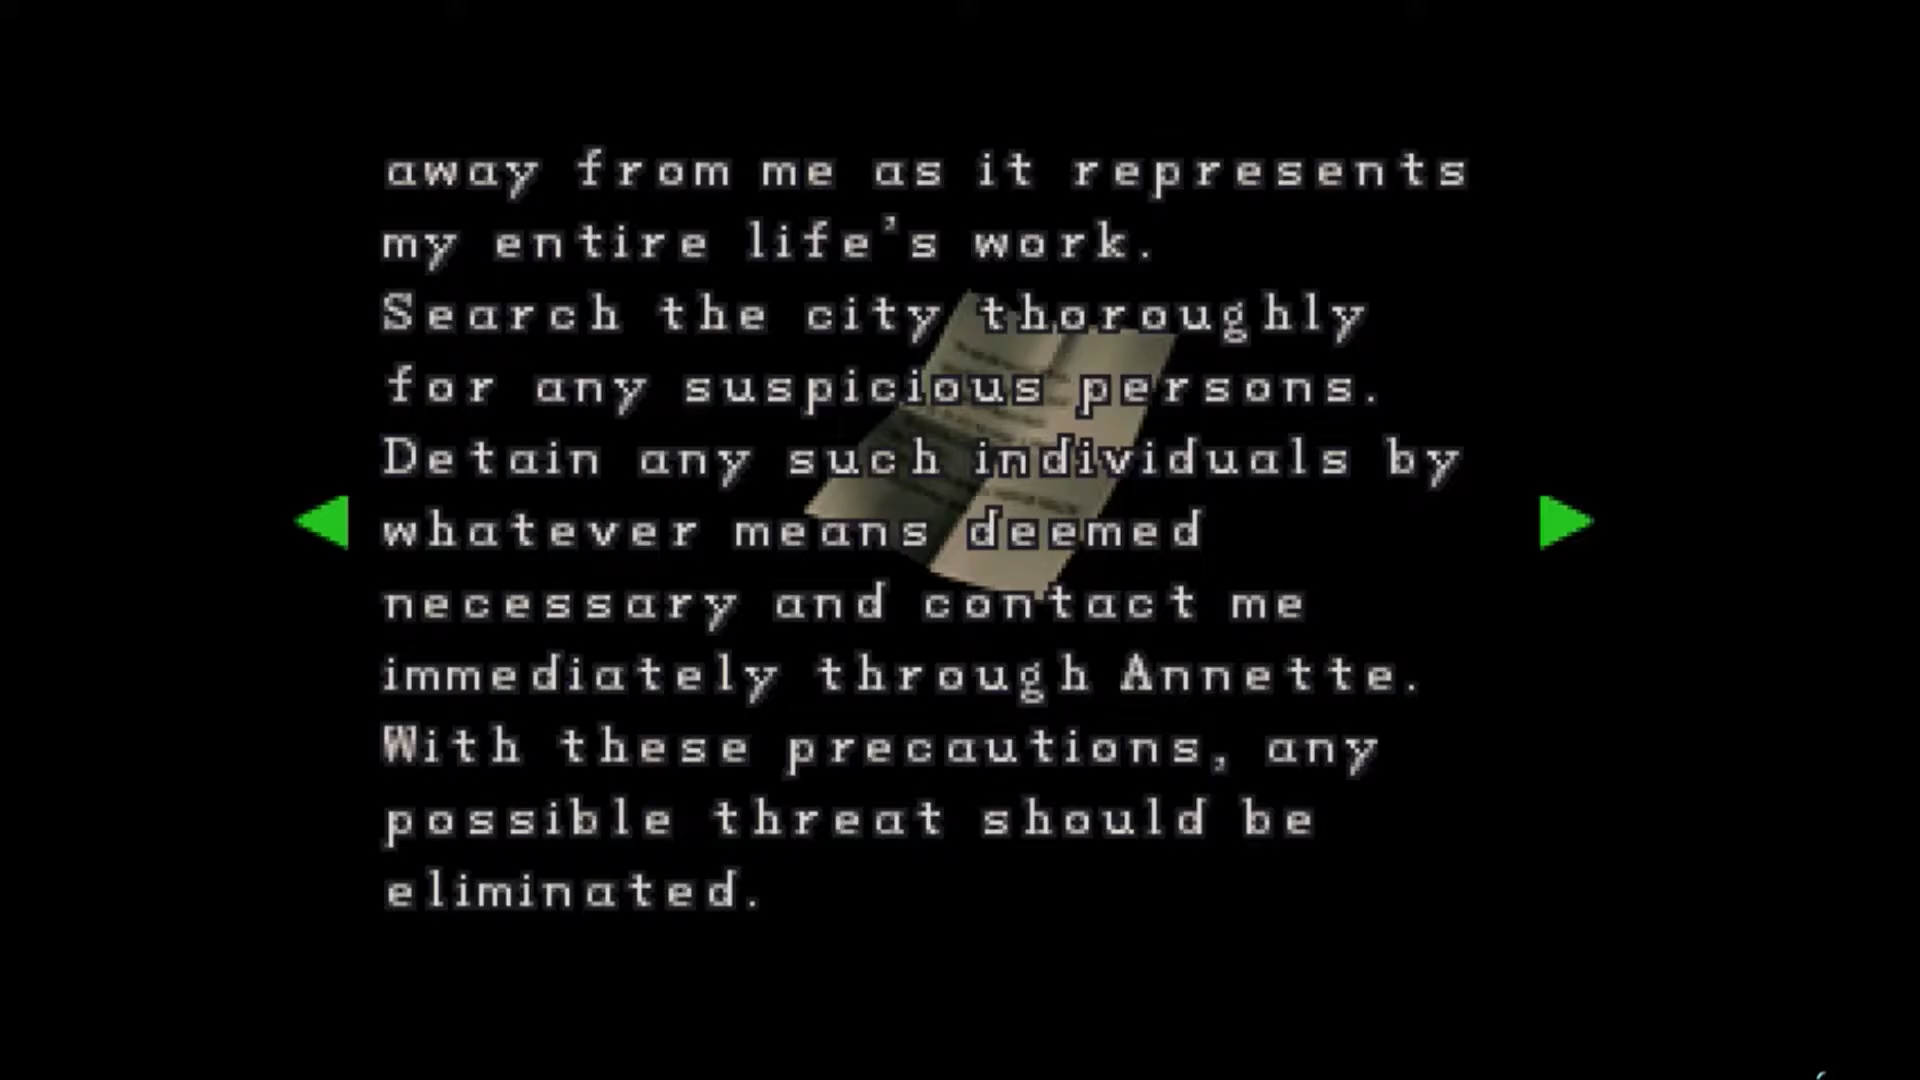 away from me as it represents
my entire life's work.
Search the city thoroughly
for any suspicious persons.
Detain any such individuals by
whatever means deemed
necessary and contact me
immediately through Annette.
With these precautions, any
possible threat should be
eliminated.